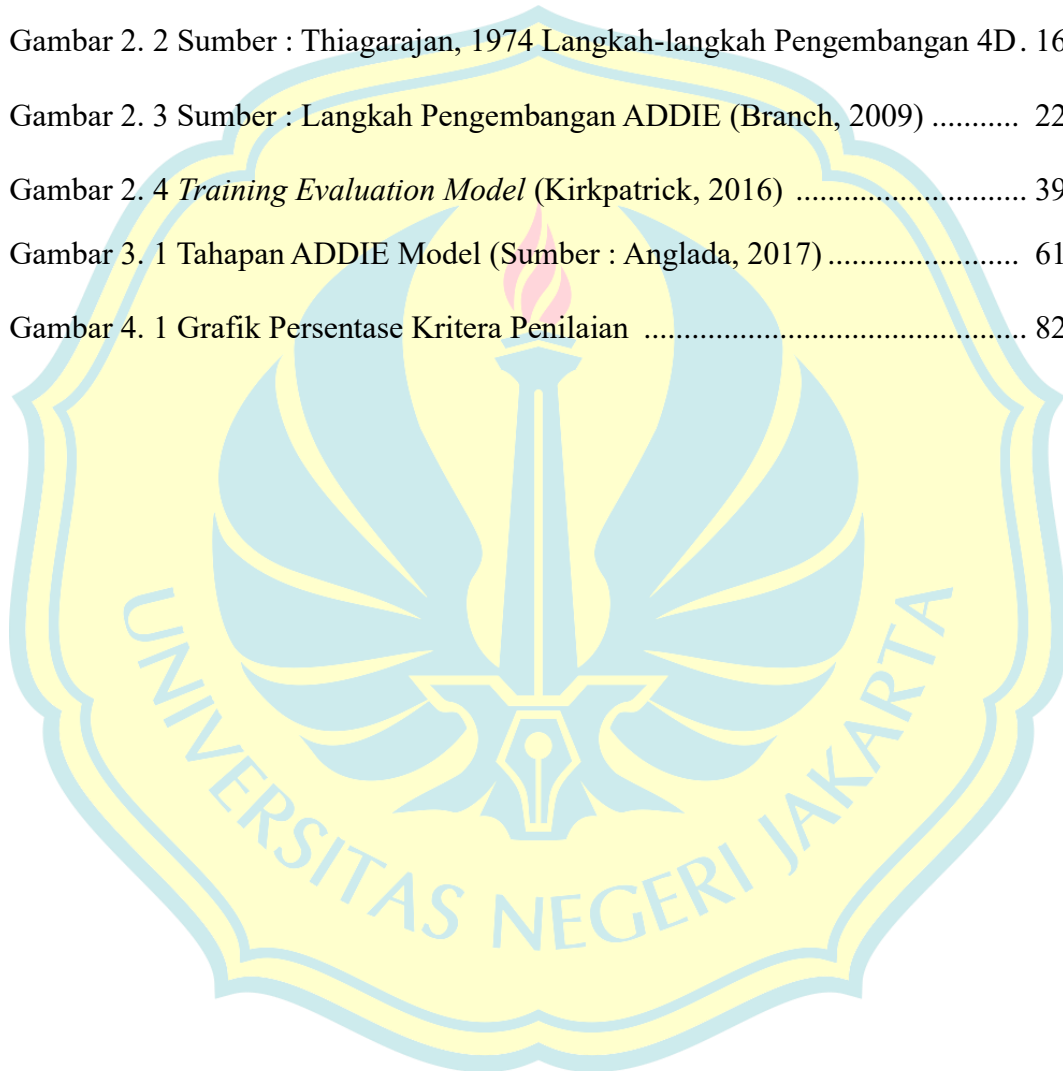 Gambar 2. 2 Sumber : Thiagarajan, 1974 Langkah-langkah Pengembangan 4D. 16
Gambar 2. 3 Sumber : Langkah Pengembangan ADDIE (Branch, 2009) ........... 22
Gambar 2. 4 Training Evaluation Model (Kirkpatrick, 2016) ............................ 39
Gambar 3. 1 Tahapan ADDIE Model (Sumber : Anglada, 2017) ....................... 61
Gambar 4. 1 Grafik Persentase Kritera Penilaian .............................................. 82
UNIVERSITAS NEGERI JAKARTA